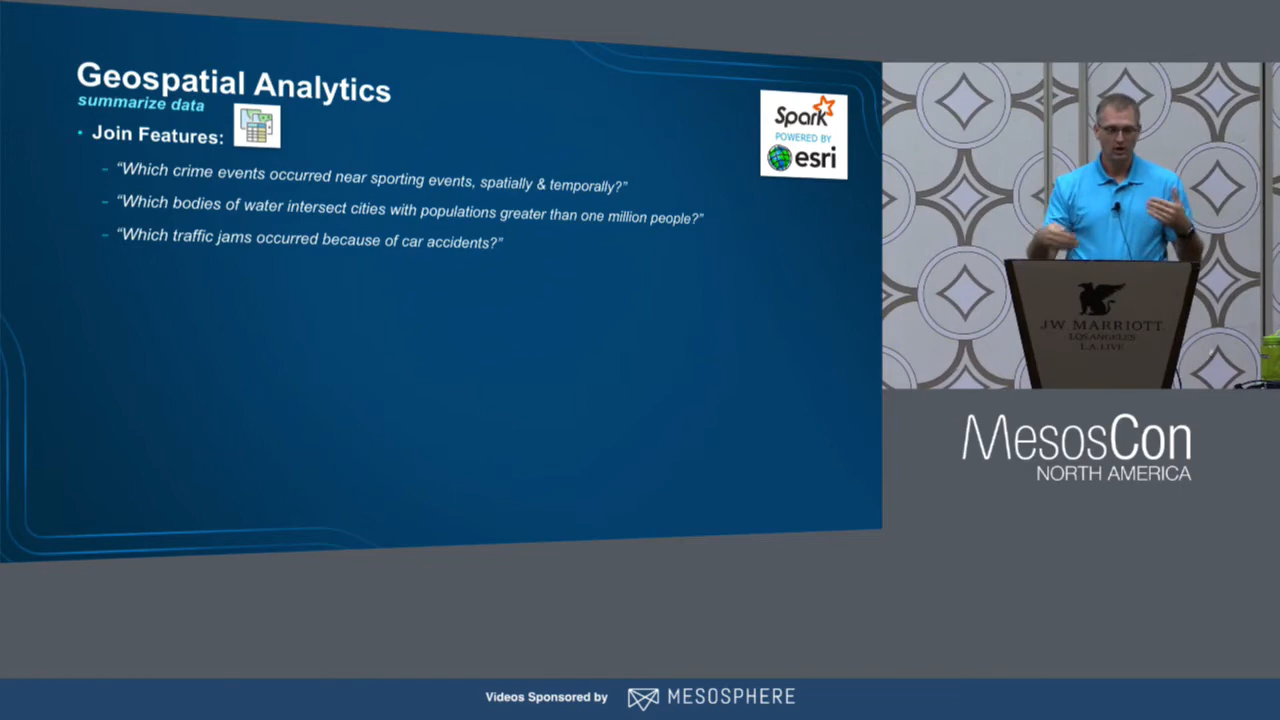 Geospatial Analytics
summarize data
• Join Features:
- “Which crime events occurred near sporting events, spatially & temporally?”
- “Which bodies of water intersect cities with populations greater than one million people?”
- “Which traffic jams occurred because of car accidents?”
Spark
POWERED BY
esri
JW MARRIOTT
LOS ANGELES
L.A. LIVE
MesosCon
NORTH AMERICA
Videos Sponsored by MESOSPHERE